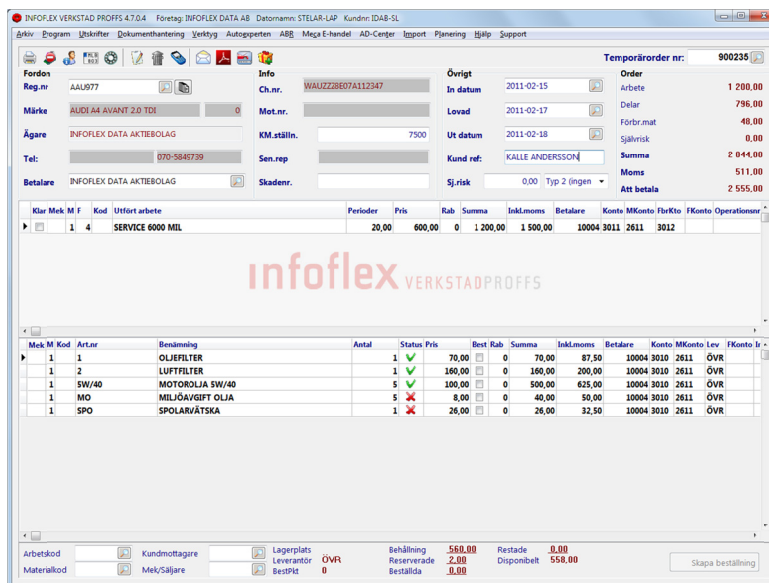 INFOFLEX VERKSTAD PROFFS 4.7.0.4 Företag: INFOFLEX DATA AB Datornamn: STELAR-LAP Kundnr: IDAB-SL
Arkiv Program Utskrifter Dokumenthantering Verktyg Autoexperten ABR Mega E-handel AD-Center Import Planering Hjälp Support
Temporärorder nr: 900235
Fordon Info Övrigt Order
Reg.nr AAU977 Ch.nr. WAUZZZ8E07A112347 In datum 2011-02-15 Arbete 1 200,00
Märke AUDI A4 AVANT 2.0 TDI 0 Mot.nr. Lovad 2011-02-17 Delar 796,00
Förbr.mat 48,00
Ägare INFOFLEX DATA AKTIEBOLAG KM.ställn. 7500 Ut datum 2011-02-18 Självrisk 0,00
Tel: 070-5845739 Sen.rep Kund ref: KALLE ANDERSSON Summa 2 044,00
Moms 511,00
Betalare INFOFLEX DATA AKTIEBOLAG Skadenr. Sj.risk 0,00 Typ 2 (ingen Att betala 2 555,00
Klar Mek M F Kod Utfört arbete Perioder Pris Rab Summa Inkl.moms Betalare Konto MKonto FbrKto FKonto Operationsnr
1 4 SERVICE 6000 MIL 20,00 600,00 0 1 200,00 1 500,00 10004 3011 2611 3012
infoflex VERKSTADPROFFS
Mek M Kod Art.nr Benämning Antal Status Pris Best Rab Summa Inkl.moms Betalare Konto MKonto Lev FKonto
1 1 OLJEFILTER 1 70,00 0 70,00 87,50 10004 3010 2611 ÖVR
1 2 LUFTFILTER 1 160,00 0 160,00 200,00 10004 3010 2611 ÖVR
1 5W/40 MOTOROLJA 5W/40 5 100,00 0 500,00 625,00 10004 3010 2611 ÖVR
1 MO MILJÖAVGIFT OLJA 5 8,00 0 40,00 50,00 10004 3010 2611 ÖVR
1 SPO SPOLARVÄTSKA 1 26,00 0 26,00 32,50 10004 3010 2611 ÖVR
Arbetskod Kundmottagare Lagerplats Behållning 560,00 Restade 0,00
Leverantör ÖVR Reserverade 2,00 Disponibelt 558,00 Skapa beställning
Materialkod Mek/Säljare BestPkt 0 Beställda 0,00